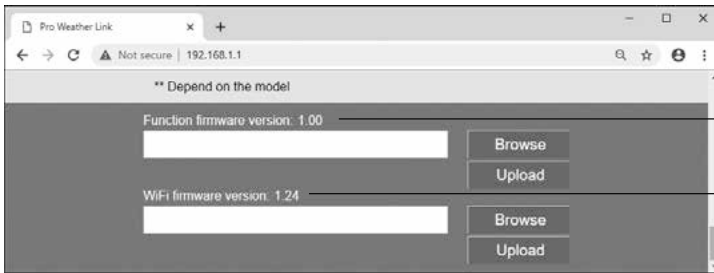 Pro Weather Link
Not secure | 192.168.1.1
** Depend on the model
Function firmware version: 1.00
Browse
Upload
WiFi firmware version: 1.24
Browse
Upload